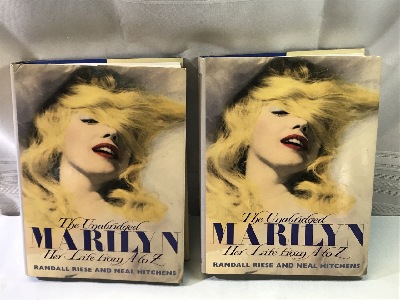 The Unabridged
MARILYN
Her Life from A to Z
RANDALL RIESE AND NEAL HITCHENS
The Unabridged
MARILYN
Her Life from A to Z
RANDALL RIESE AND NEAL HITCHENS